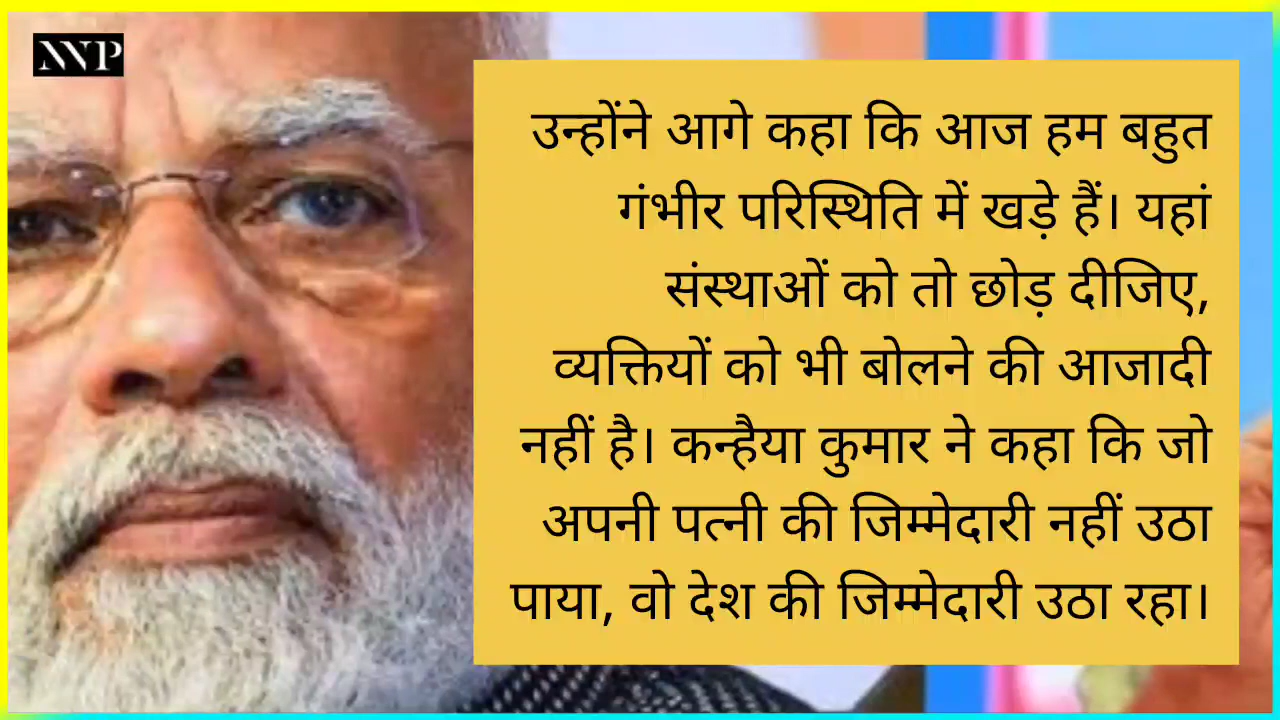 NNP
उन्होंने आगे कहा कि आज हम बहुत
गंभीर परिस्थिति में खड़े हैं। यहां
संस्थाओं को तो छोड़ दीजिए,
व्यक्तियों को भी बोलने की आजादी
नहीं है। कन्हैया कुमार ने कहा कि जो
अपनी पत्नी की जिम्मेदारी नहीं उठा
पाया, वो देश की जिम्मेदारी उठा रहा।